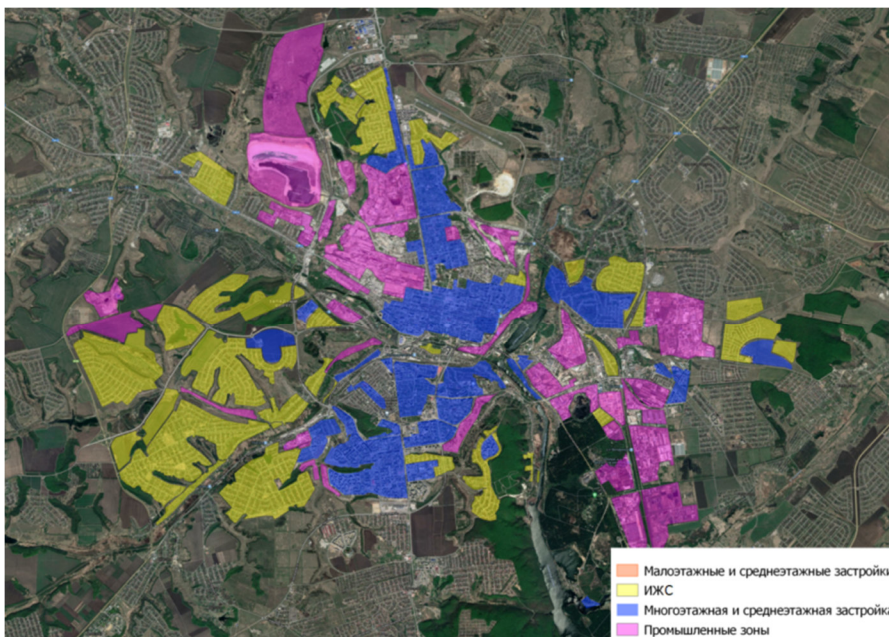 Малоэтажные и среднеэтажные застройки
ИЖС
Многоэтажная и среднеэтажная застройка
Промышленные зоны